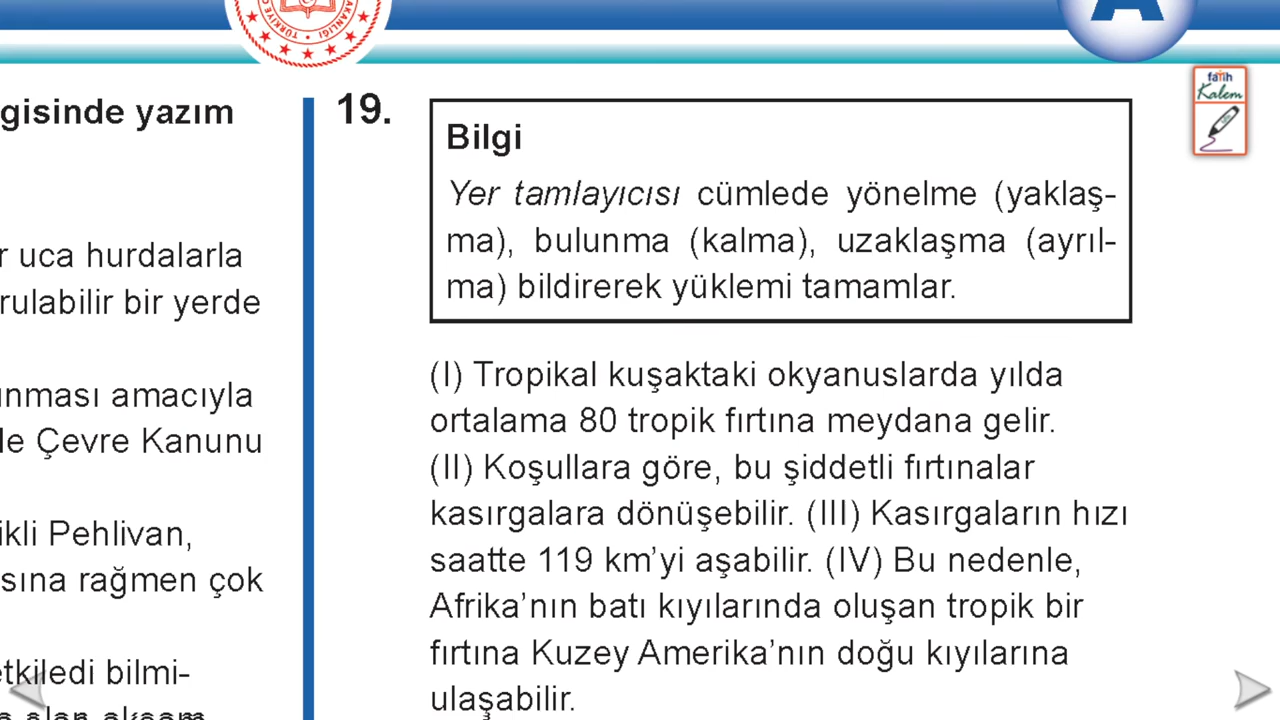 A
fatih
Kalem
gisinde yazım
r uca hurdalarla
rulabilir bir yerde
unması amacıyla
le Çevre Kanunu
ikli Pehlivan,
sına rağmen çok
etkiledi bilmi-
19.
Bilgi
Yer tamlayıcısı cümlede yönelme (yaklaş-
ma), bulunma (kalma), uzaklaşma (ayrıl-
ma) bildirerek yüklemi tamamlar.
(I) Tropikal kuşaktaki okyanuslarda yılda
ortalama 80 tropik fırtına meydana gelir.
(II) Koşullara göre, bu şiddetli fırtınalar
kasırgalara dönüşebilir. (III) Kasırgaların hızı
saatte 119 km’yi aşabilir. (IV) Bu nedenle,
Afrika’nın batı kıyılarında oluşan tropik bir
fırtına Kuzey Amerika’nın doğu kıyılarına
ulaşabilir.